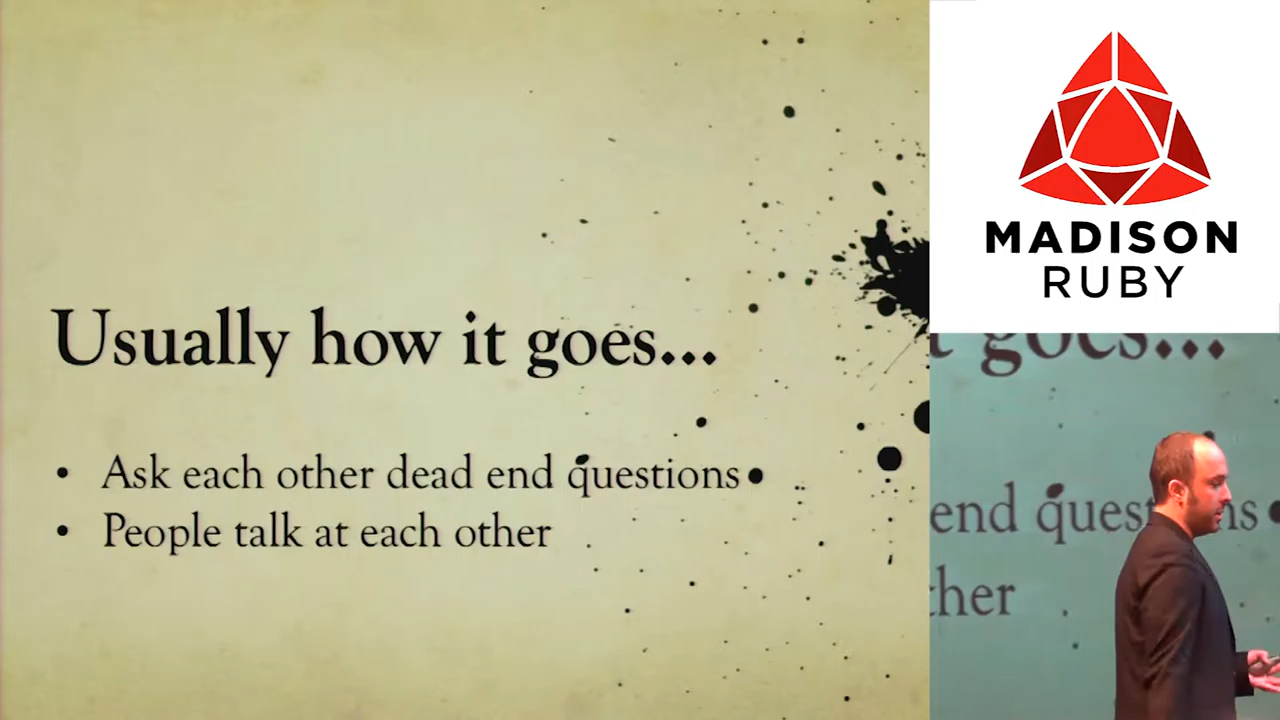 Usually how it goes...
• Ask each other dead end questions
• People talk at each other
MADISON
RUBY
goes...
end questions
ther